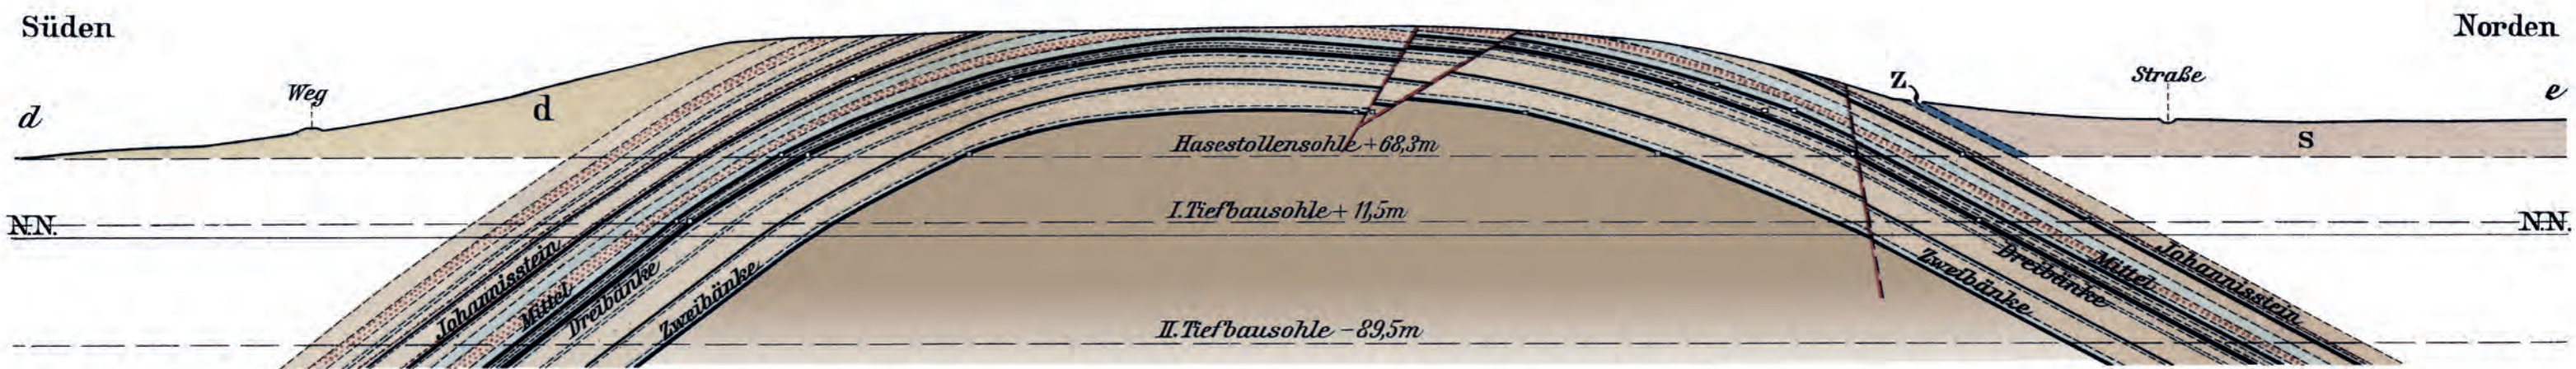 Süden
Norden
Weg
Z
Straße
d
d
e
s
Hasestollensohle +68,3m
I. Tiefbausohle + 11,5m
N.N.
N.N.
II. Tiefbausohle – 89,5m
Johannisstein
Mittel
Dreibänke
Zweibänke
Zweibänke
Dreibänke
Mittel
Johannisstein